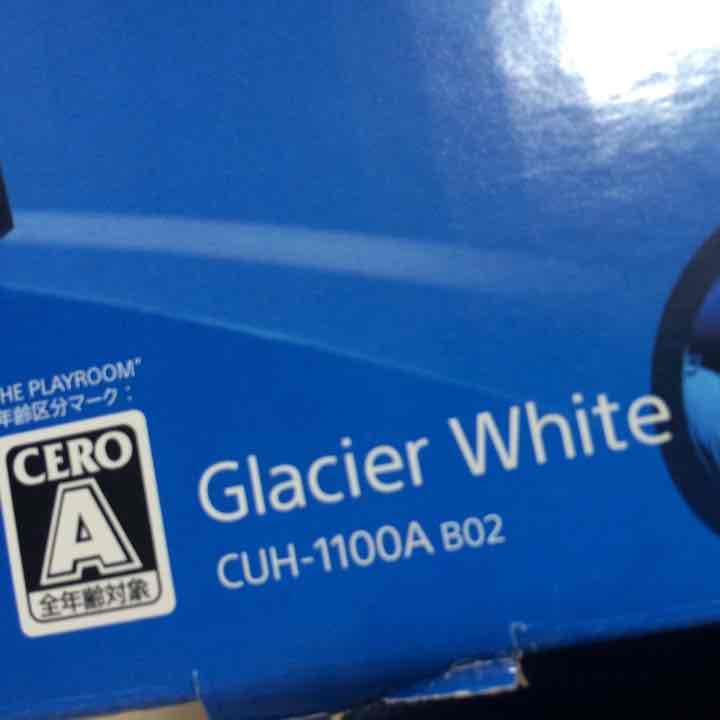 HE PLAYROOM"
年齢区分マーク：
CERO
A
全年齢対象
Glacier White
CUH-1100A B02